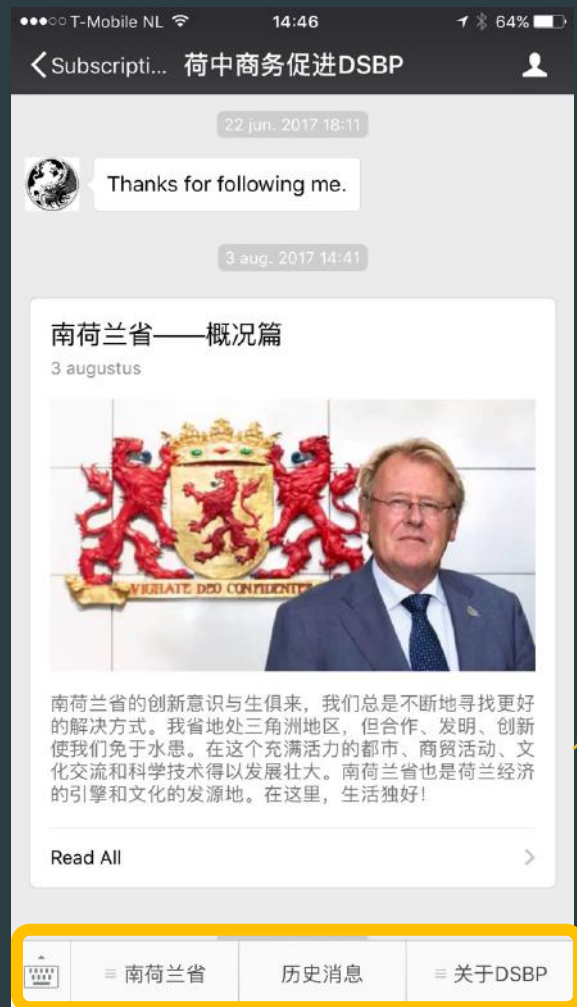 T-Mobile NL 14:46 64%
Subscripti... 荷中商务促进DSBP
22 jun. 2017 18:11
Thanks for following me.
3 aug. 2017 14:41
南荷兰省——概况篇
3 augustus
VIGILATE DEO CONFIDENTES
南荷兰省的创新意识与生俱来，我们总是不断地寻找更好
的解决方式。我省地处三角洲地区，但合作、发明、创新
使我们免于水患。在这个充满活力的都市、商贸活动、文
化交流和科学技术得以发展壮大。南荷兰省也是荷兰经济
的引擎和文化的发源地。在这里，生活独好！
Read All
南荷兰省 历史消息 关于DSBP